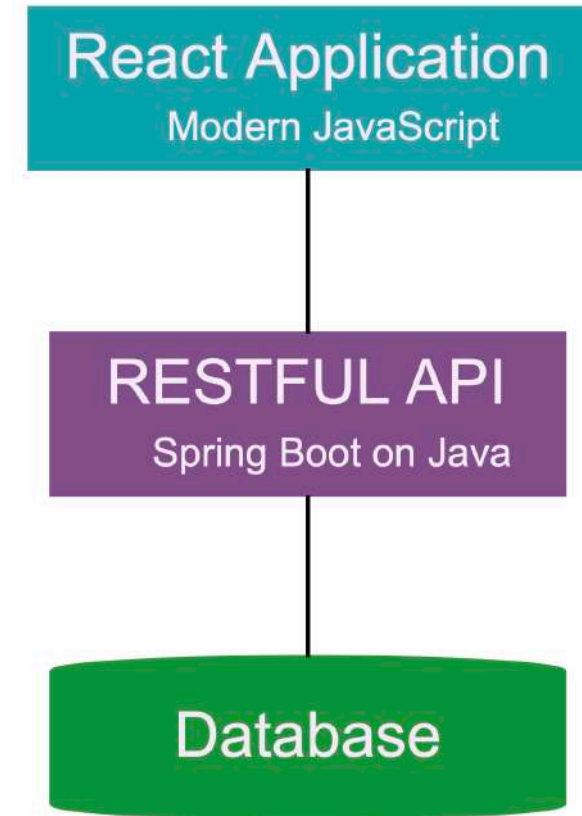 React Application
Modern JavaScript
RESTFUL API
Spring Boot on Java
Database